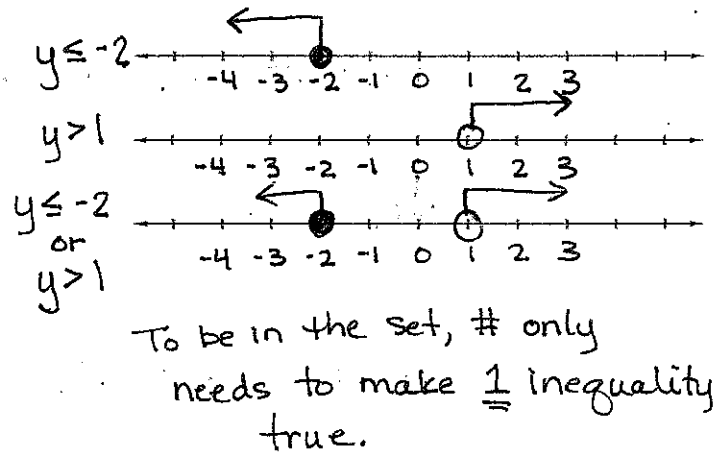 y ≤ -2
-4 -3 -2 -1 0 1 2 3
y > 1
-4 -3 -2 -1 0 1 2 3
y ≤ -2
or
y > 1
-4 -3 -2 -1 0 1 2 3
To be in the set, # only
needs to make 1 inequality
true.